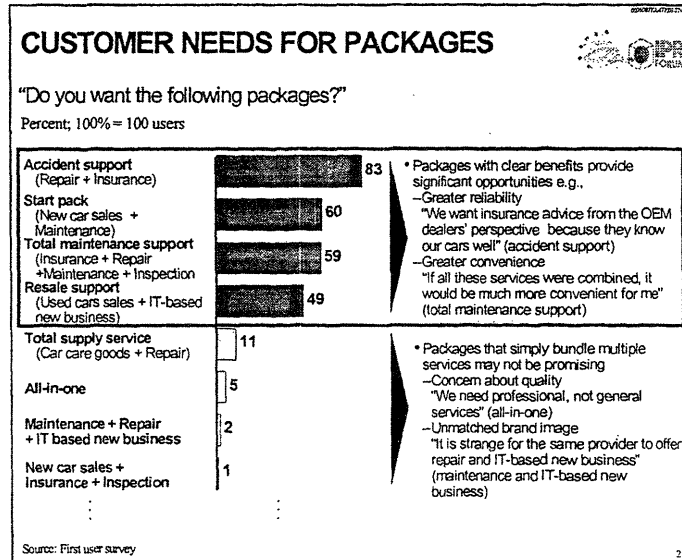 CUSTOMER NEEDS FOR PACKAGES
IPR
FORUM
"Do you want the following packages?"
Percent; 100% = 100 users
Accident support
(Repair + Insurance)
83
Start pack
(New car sales +
Maintenance)
60
Total maintenance support
(Insurance + Repair
+Maintenance + Inspection
59
Resale support
(Used cars sales + IT-based
new business)
49
• Packages with clear benefits provide
significant opportunities e.g.,
–Greater reliability
"We want insurance advice from the OEM
dealers' perspective because they know
our cars well" (accident support)
–Greater convenience
"If all these services were combined, it
would be much more convenient for me"
(total maintenance support)
Total supply service
(Car care goods + Repair)
11
All-in-one
5
Maintenance + Repair
+ IT based new business
2
New car sales +
Insurance + Inspection
1
• Packages that simply bundle multiple
services may not be promising
–Concern about quality
"We need professional, not general
services" (all-in-one)
–Unmatched brand image
"It is strange for the same provider to offer
repair and IT-based new business"
(maintenance and IT-based new
business)
Source: First user survey
2